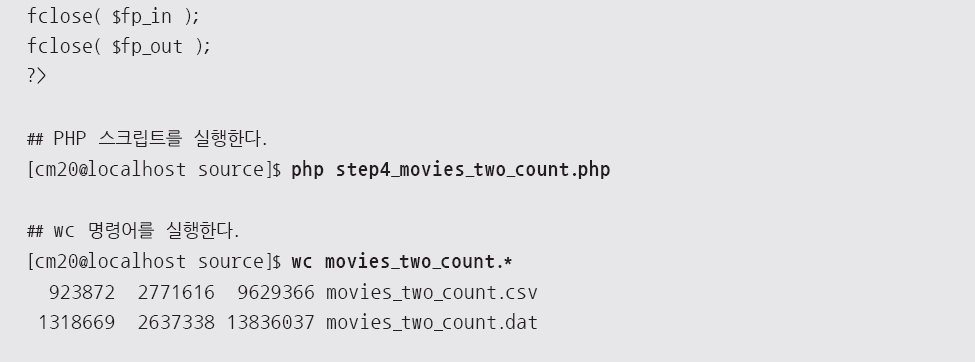 fclose( $fp_in );
fclose( $fp_out );
?>
## PHP 스크립트를 실행한다.
[cm20@localhost source]$ php step4_movies_two_count.php
## wc 명령어를 실행한다.
[cm20@localhost source]$ wc movies_two_count.*
923872 2771616 9629366 movies_two_count.csv
1318669 2637338 13836037 movies_two_count.dat